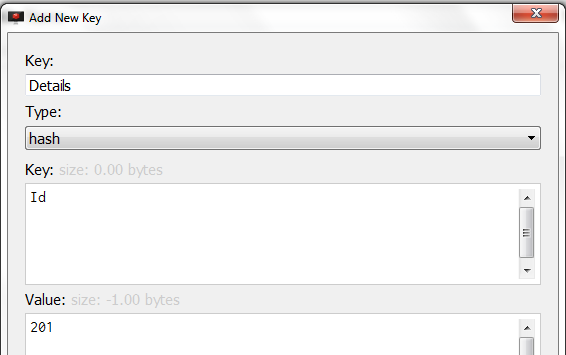 Add New Key
Key:
Details
Type:
hash
Key: size: 0.00 bytes
Id
Value: size: -1.00 bytes
201